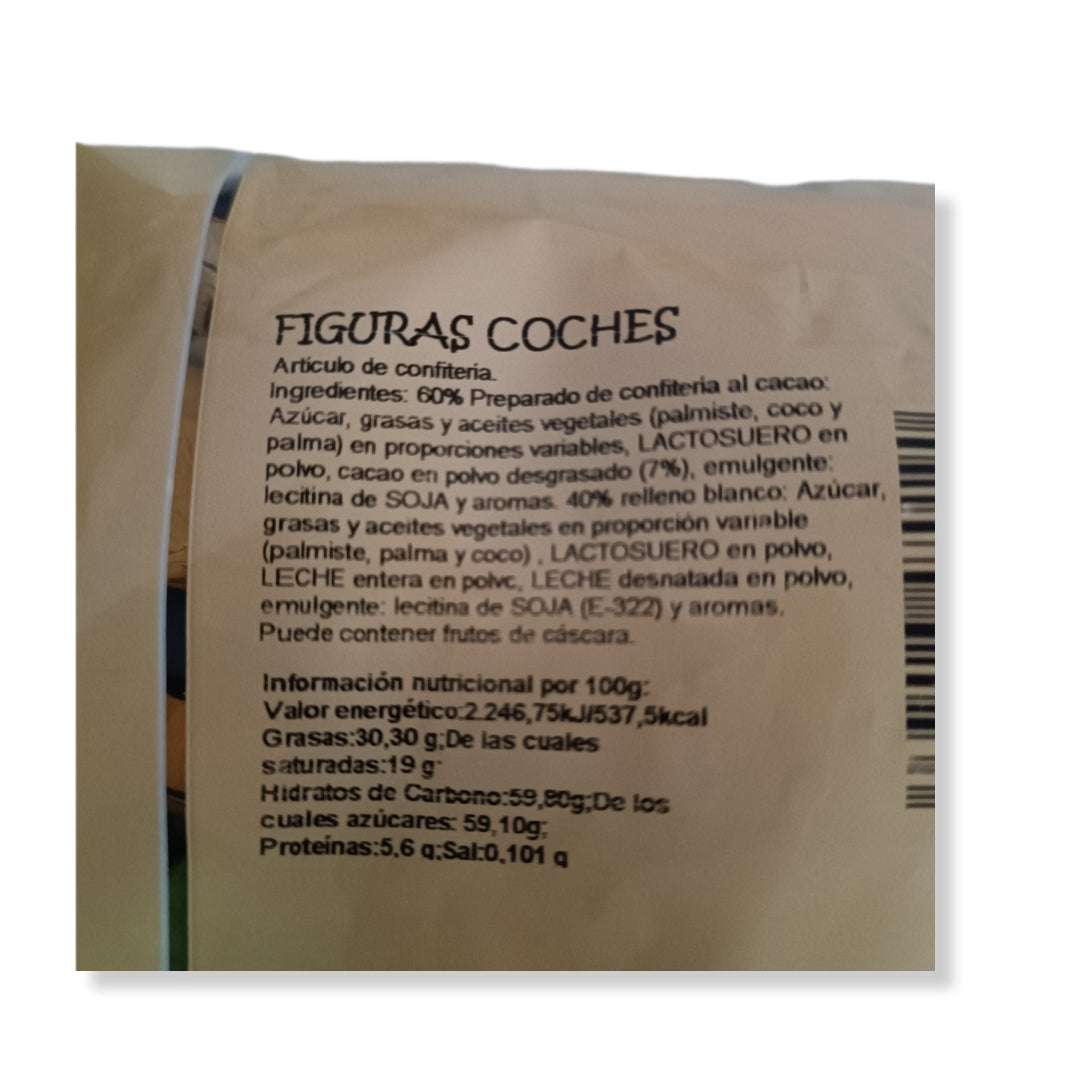 FIGURAS COCHES
Artículo de confitería.
Ingredientes: 60% Preparado de confitería al cacao:
Azúcar, grasas y aceites vegetales (palmiste, coco y
palma) en proporciones variables, LACTOSUERO en
polvo, cacao en polvo desgrasado (7%), emulgente:
lecitina de SOJA y aromas. 40% relleno blanco: Azúcar,
grasas y aceites vegetales en proporción variable
(palmiste, palma y coco) , LACTOSUERO en polvo,
LECHE entera en polvo, LECHE desnatada en polvo,
emulgente: lecitina de SOJA (E-322) y aromas.
Puede contener frutos de cáscara.
Información nutricional por 100g:
Valor energético:2.246,75kJ/537,5kcal
Grasas:30,30 g;De las cuales
saturadas:19 g
Hidratos de Carbono:59,80g;De los
cuales azúcares: 59,10g;
Proteínas:5,6 g;Sal:0,101 g